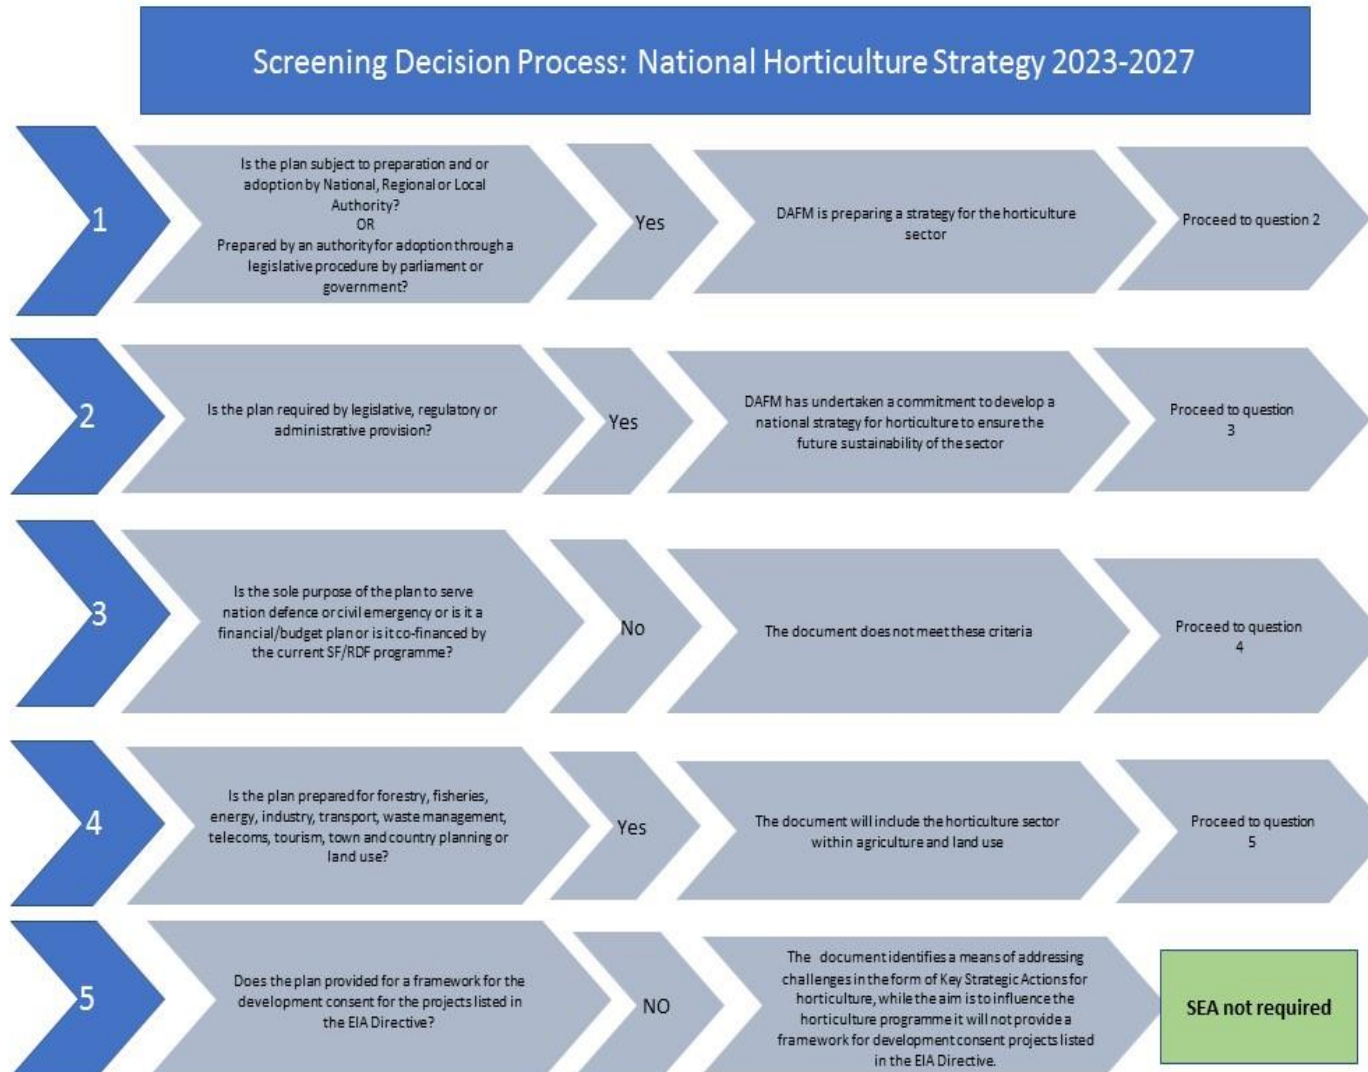 Screening Decision Process: National Horticulture Strategy 2023-2027
1
Is the plan subject to preparation and or
adoption by National, Regional or Local
Authority?
OR
Prepared by an authority for adoption through a
legislative procedure by parliament or
government?
Yes
DAFM is preparing a strategy for the horticulture
sector
Proceed to question 2
2
Is the plan required by legislative, regulatory or
administrative provision?
Yes
DAFM has undertaken a commitment to develop a
national strategy for horticulture to ensure the
future sustainability of the sector
Proceed to question
3
3
Is the sole purpose of the plan to serve
nation defence or civil emergency or is it a
financial/budget plan or is it co-financed by
the current SF/RDF programme?
No
The document does not meet these criteria
Proceed to question
4
4
Is the plan prepared for forestry, fisheries,
energy, industry, transport, waste management,
telecoms, tourism, town and country planning or
land use?
Yes
The document will include the horticulture sector
within agriculture and land use
Proceed to question
5
5
Does the plan provided for a framework for the
development consent for the projects listed in
the EIA Directive?
NO
The document identifies a means of addressing
challenges in the form of Key Strategic Actions for
horticulture, while the aim is to influence the
horticulture programme it will not provide a
framework for development consent projects listed
in the EIA Directive.
SEA not required